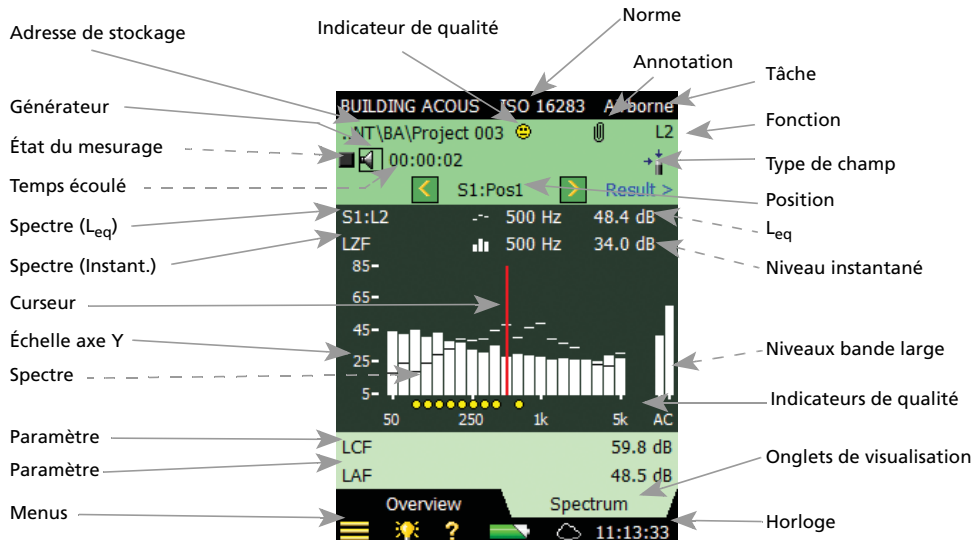 Adresse de stockage
Indicateur de qualité
Norme
Annotation
Tâche
Générateur
Fonction
État du mesurage
Type de champ
Temps écoulé
Position
Spectre (Leq)
Leq
Spectre (Instant.)
Niveau instantané
Curseur
Échelle axe Y
Niveaux bande large
Spectre
Indicateurs de qualité
Paramètre
Paramètre
Onglets de visualisation
Menus
Horloge
BUILDING ACOUS ISO 16283 Airborne
..NT\BA\Project 003 L2
00:00:02
< S1:Pos1 > Result >
S1:L2 500 Hz 48.4 dB
LZF 500 Hz 34.0 dB
85-
65-
45-
25-
5-
50 250 1k 5k AC
LCF 59.8 dB
LAF 48.5 dB
Overview Spectrum
? 11:13:33